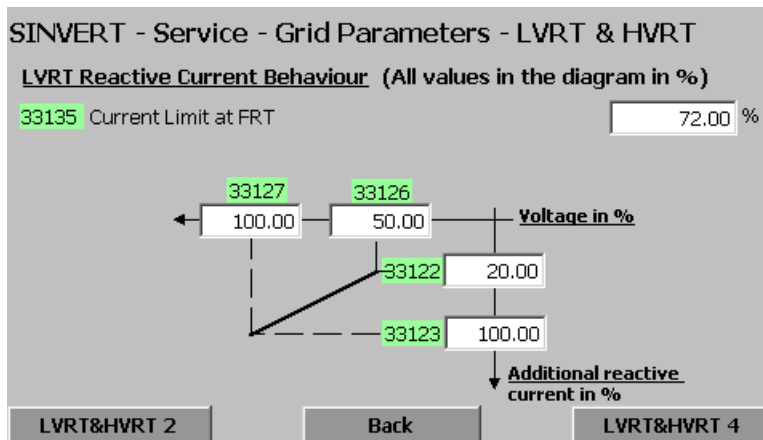 SINVERT - Service - Grid Parameters - LVRT & HVRT
LVRT Reactive Current Behaviour (All values in the diagram in %)
33135 Current Limit at FRT 72.00 %
33127 33126
100.00 50.00 Voltage in %
33122 20.00
33123 100.00
Additional reactive
current in %
LVRT&HVRT 2 Back LVRT&HVRT 4